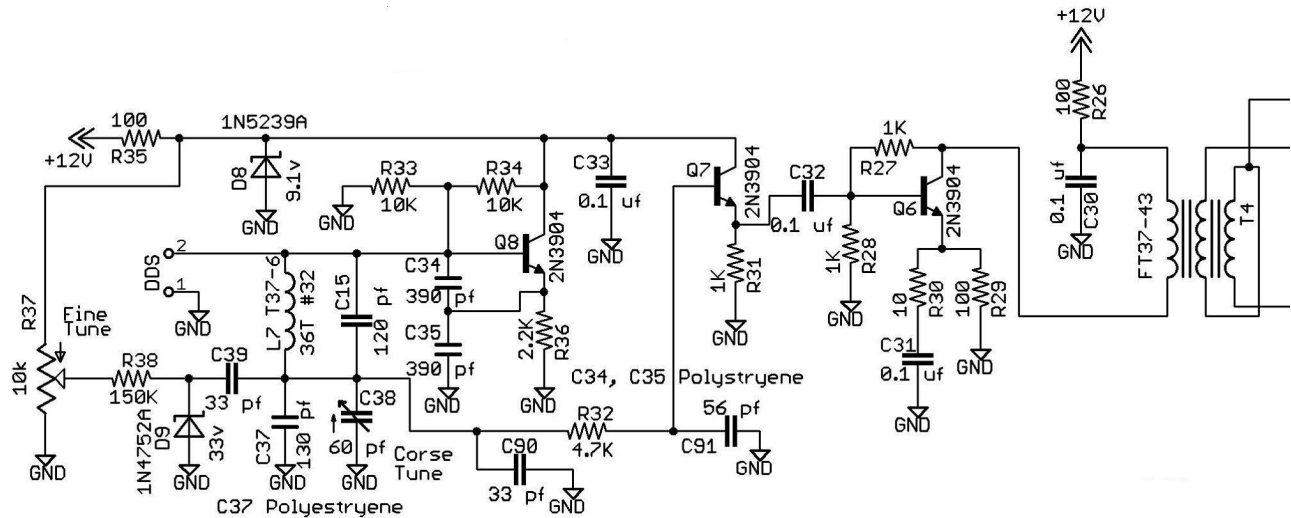 +12V
100
R35
1N5239A
D8
9.1v
GND
R33
10K
R34
10K
GND
C33
0.1 uf
GND
Q7
2N3904
C32
0.1 uf
1K
R27
Q6
2N3904
+12V
100
R26
0.1 uf
C30
GND
FT37-43
T4
DDS
2
1
GND
L7 T37-6
36T #32
C15
120 pf
C34
390 pf
C35
390 pf
GND
Q8
2N3904
2.2K
R36
GND
1K
R31
GND
1K
R28
GND
10
R30
100
R29
GND
C31
0.1 uf
GND
R37
10k
Fine
Tune
GND
R38
150K
C39
33 pf
1N4752A
D9
33v
GND
C37
130 pf
GND
C38
60 pf
GND
Corse
Tune
C34, C35 Polystryene
R32
4.7K
56 pf
C91
GND
C90
33 pf
GND
C37 Polyestryene